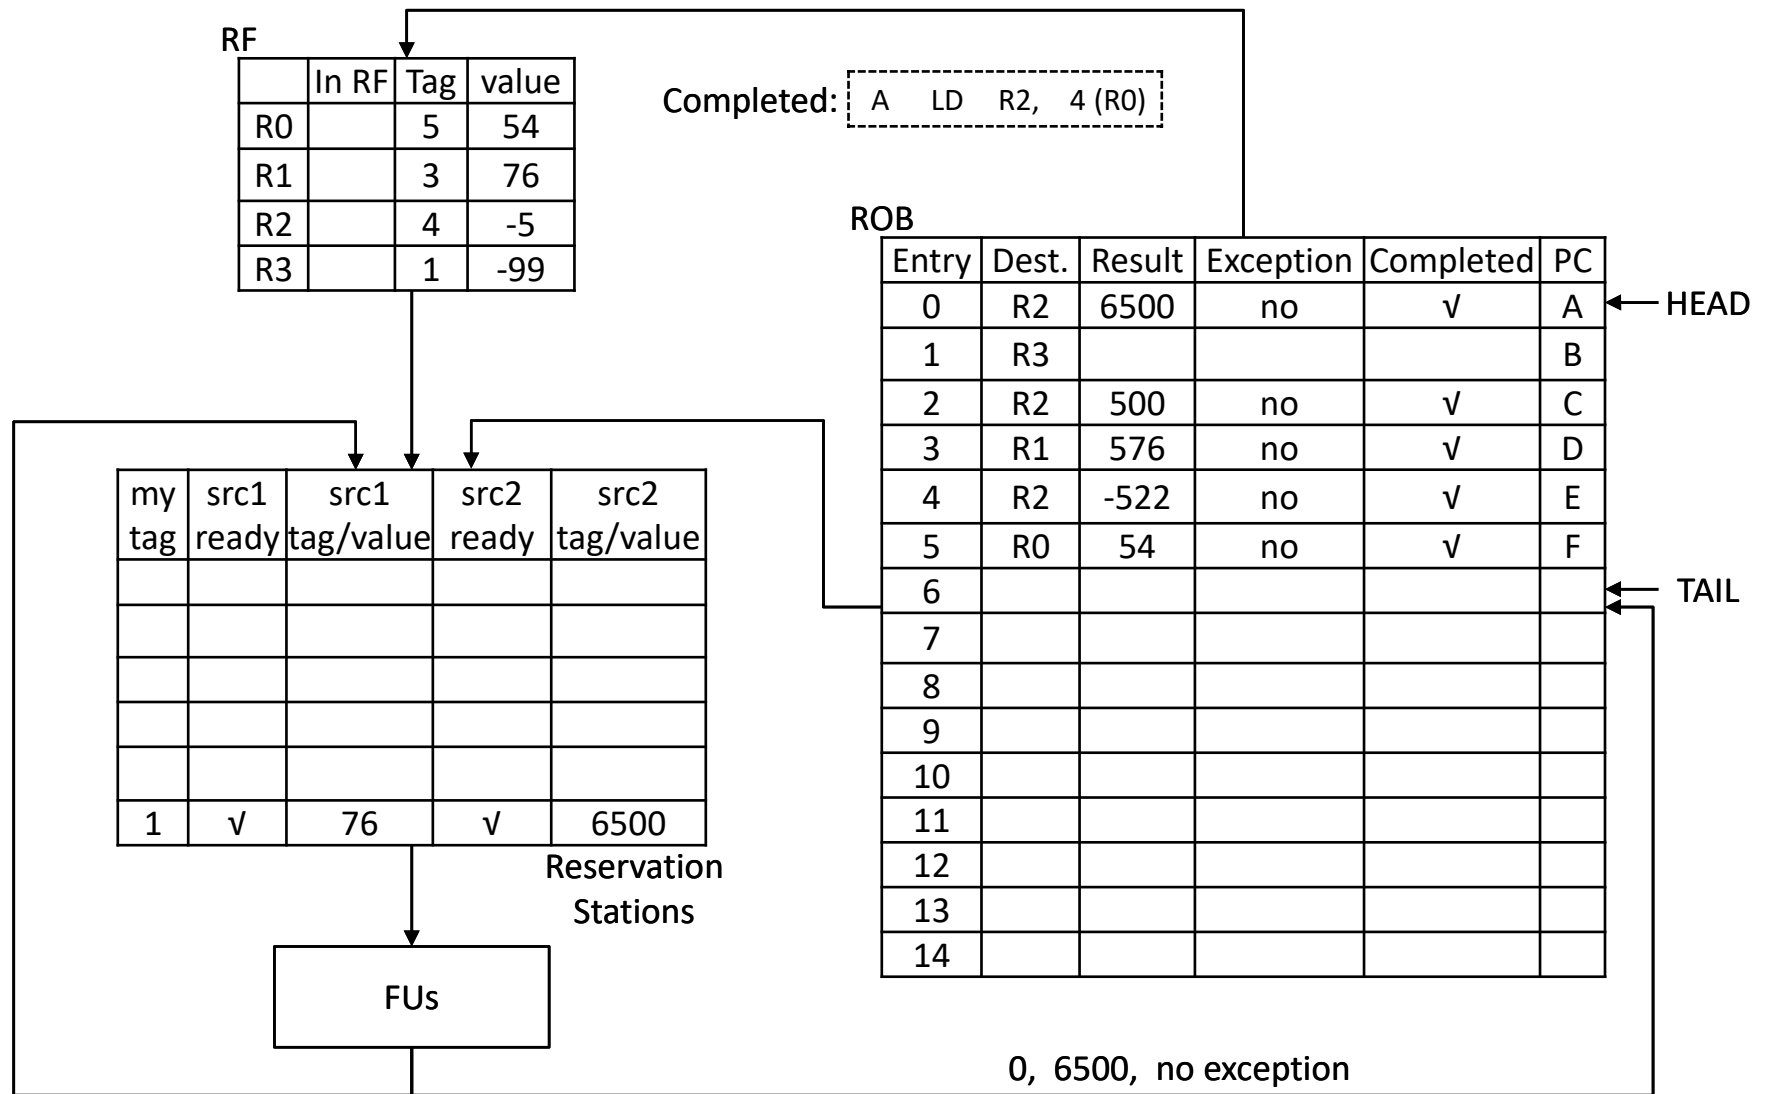 RF
In RF Tag value
R0 5 54
R1 3 76
R2 4 -5
R3 1 -99
Completed: A LD R2, 4 (R0)
ROB
Entry Dest. Result Exception Completed PC
0 R2 6500 no √ A
HEAD
1 R3 B
2 R2 500 no √ C
3 R1 576 no √ D
4 R2 -522 no √ E
5 R0 54 no √ F
6
TAIL
7
8
9
10
11
12
13
14
my src1 src1 src2 src2
tag ready tag/value ready tag/value
1 √ 76 √ 6500
Reservation
Stations
FUs
0, 6500, no exception